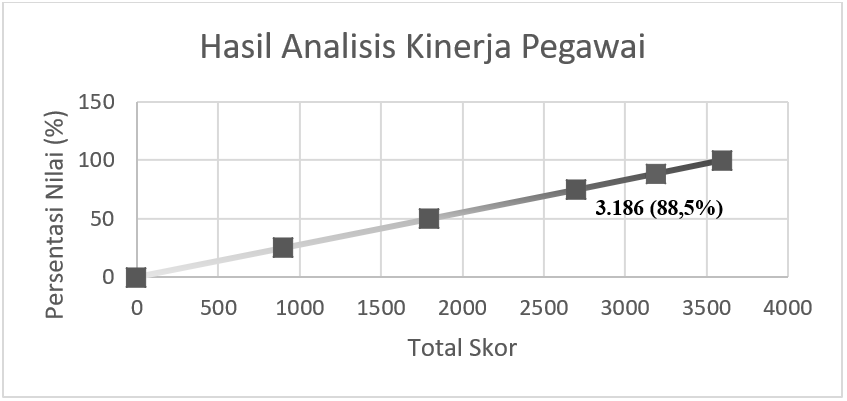 Hasil Analisis Kinerja Pegawai
Persentasi Nilai (%)
150
100
50
0
3.186 (88,5%)
0 500 1000 1500 2000 2500 3000 3500 4000
Total Skor